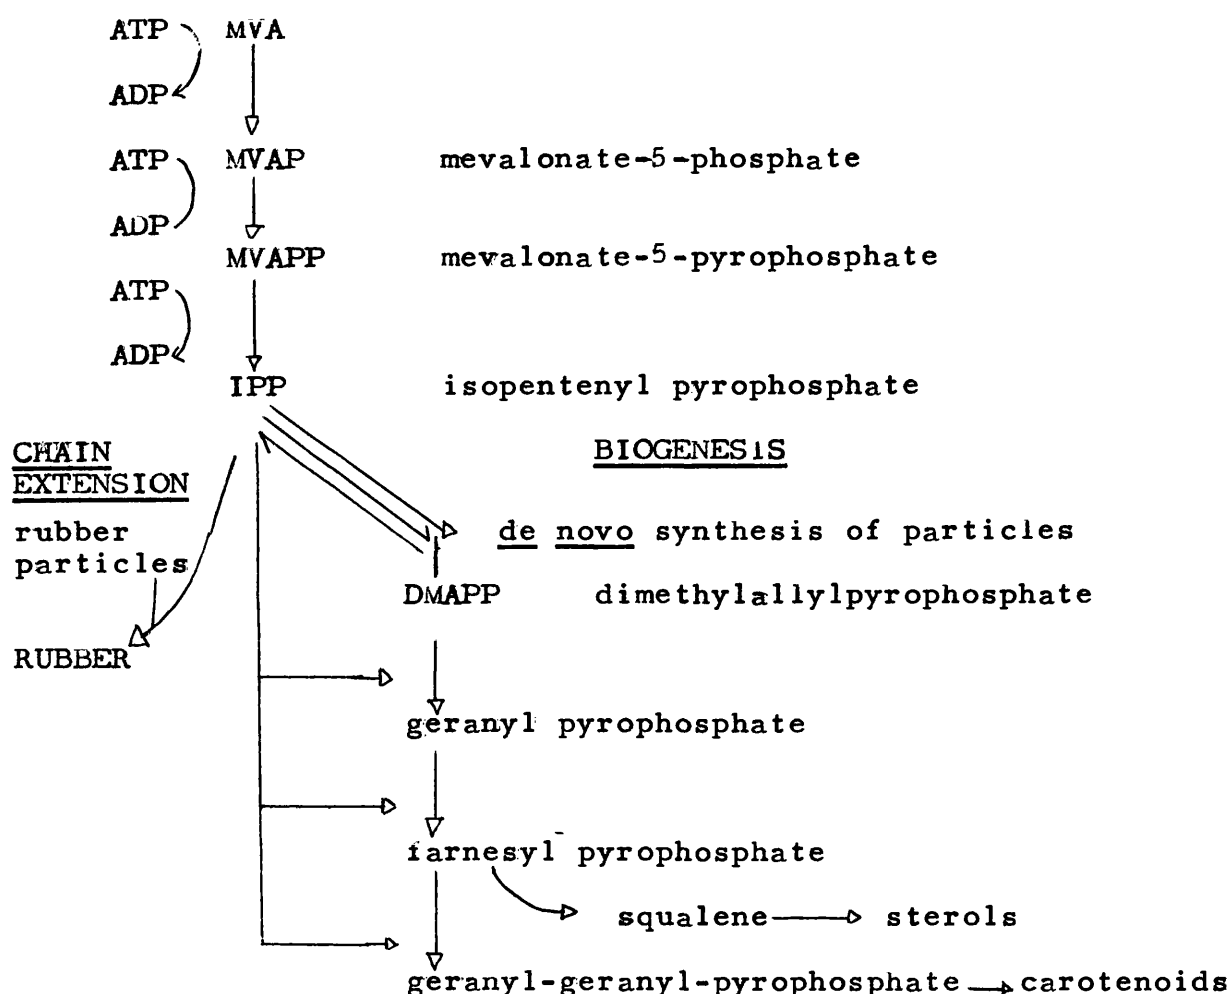 ATP MVA
ADP
ATP MVAP mevalonate-5-phosphate
ADP
MVAPP mevalonate-5-pyrophosphate
ATP
ADP
IPP isopentenyl pyrophosphate
CHAIN
EXTENSION
BIOGENESIS
rubber
particles
de novo synthesis of particles
DMAPP dimethylallylpyrophosphate
RUBBER
geranyl pyrophosphate
farnesyl pyrophosphate
squalene sterols
geranyl-geranyl-pyrophosphate carotenoids